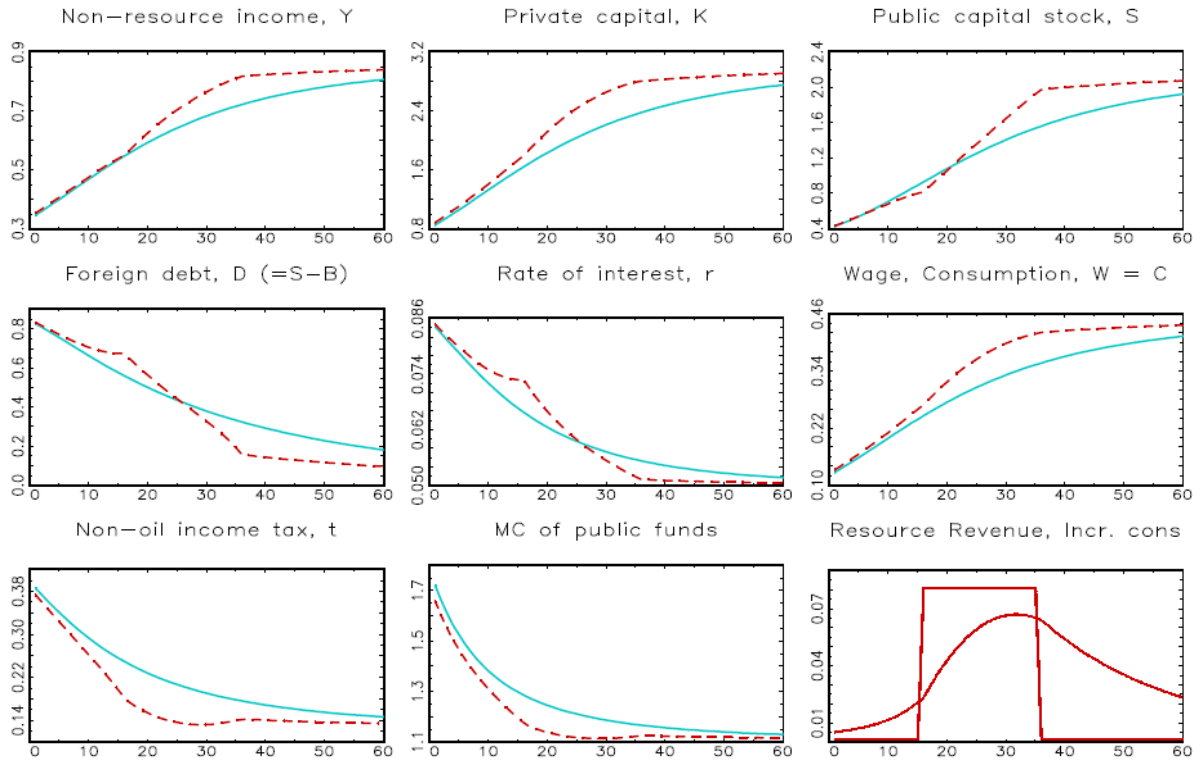 Non-resource income, Y
0.9
0.7
0.5
0.3
0 10 20 30 40 50 60
Private capital, K
3.2
2.4
1.6
0.8
0 10 20 30 40 50 60
Public capital stock, S
2.4
2.0
1.6
1.2
0.8
0.4
0 10 20 30 40 50 60
Foreign debt, D (=S-B)
0.8
0.6
0.4
0.2
0.0
0 10 20 30 40 50 60
Rate of interest, r
0.086
0.074
0.062
0.050
0 10 20 30 40 50 60
Wage, Consumption, W = C
0.46
0.34
0.22
0.10
0 10 20 30 40 50 60
Non-oil income tax, t
0.38
0.30
0.22
0.14
0 10 20 30 40 50 60
MC of public funds
1.7
1.5
1.3
1.1
0 10 20 30 40 50 60
Resource Revenue, Incr. cons
0.07
0.04
0.01
0 10 20 30 40 50 60